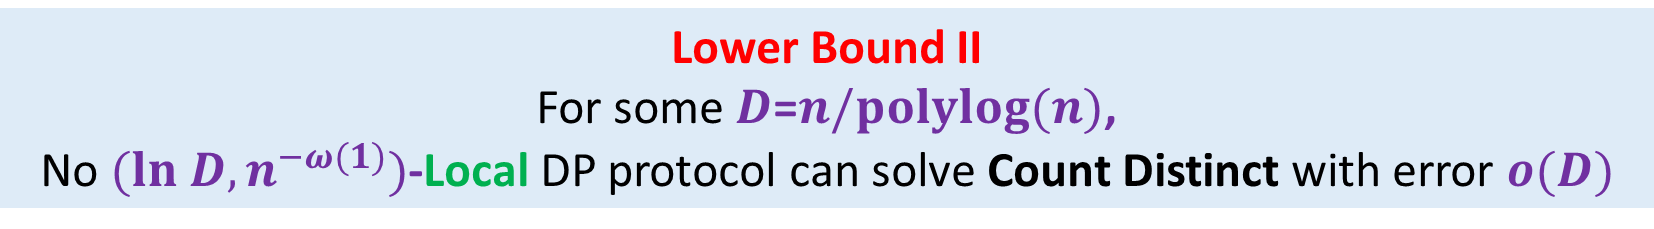 Lower Bound II
For some D=n/polylog(n),
No (ln D, n^{-ω(1)})-Local DP protocol can solve Count Distinct with error o(D)